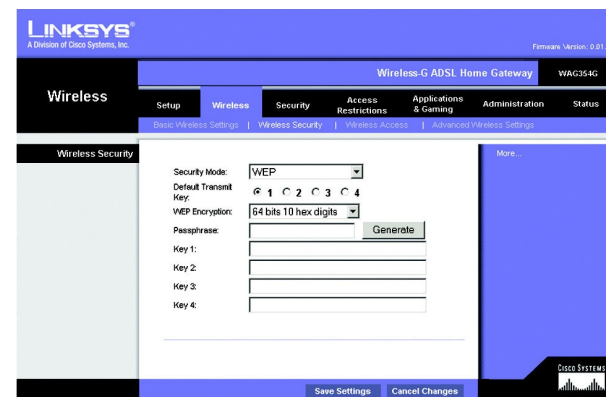 LINKSYS®
A Division of Cisco Systems, Inc.
Firmware Version: 0.01.
Wireless-G ADSL Home Gateway WAG354G
Wireless
Setup Wireless Security Access Restrictions Applications & Gaming Administration Status
Basic Wireless Settings | Wireless Security | Wireless Access | Advanced Wireless Settings
Wireless Security
More...
Security Mode: WEP
Default Transmit Key: 1 2 3 4
WEP Encryption: 64 bits 10 hex digits
Passphrase: Generate
Key 1:
Key 2:
Key 3:
Key 4:
Save Settings Cancel Changes
CISCO SYSTEMS